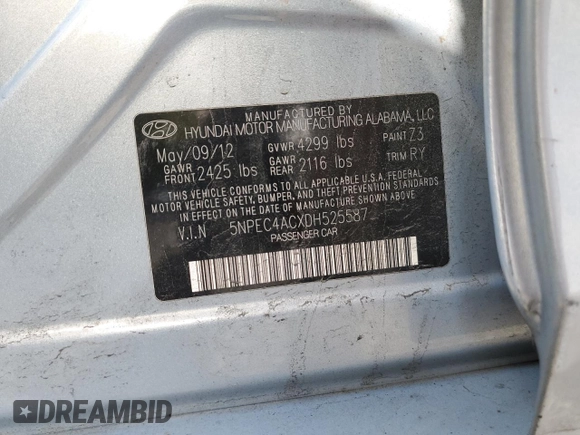 MANUFACTURED BY
HYUNDAI MOTOR MANUFACTURING ALABAMA, LLC
May/09/12 GVWR 4299 lbs PAINT Z3
GAWR FRONT 2425 lbs GAWR REAR 2116 lbs TRIM RY
THIS VEHICLE CONFORMS TO ALL APPLICABLE U.S.A. FEDERAL
MOTOR VEHICLE SAFETY, BUMPER, AND THEFT PREVENTION STANDARDS
IN EFFECT ON THE DATE OF MANUFACTURE SHOWN ABOVE.
V.I.N 5NPEC4ACXDH525587
PASSENGER CAR
DREAMBID